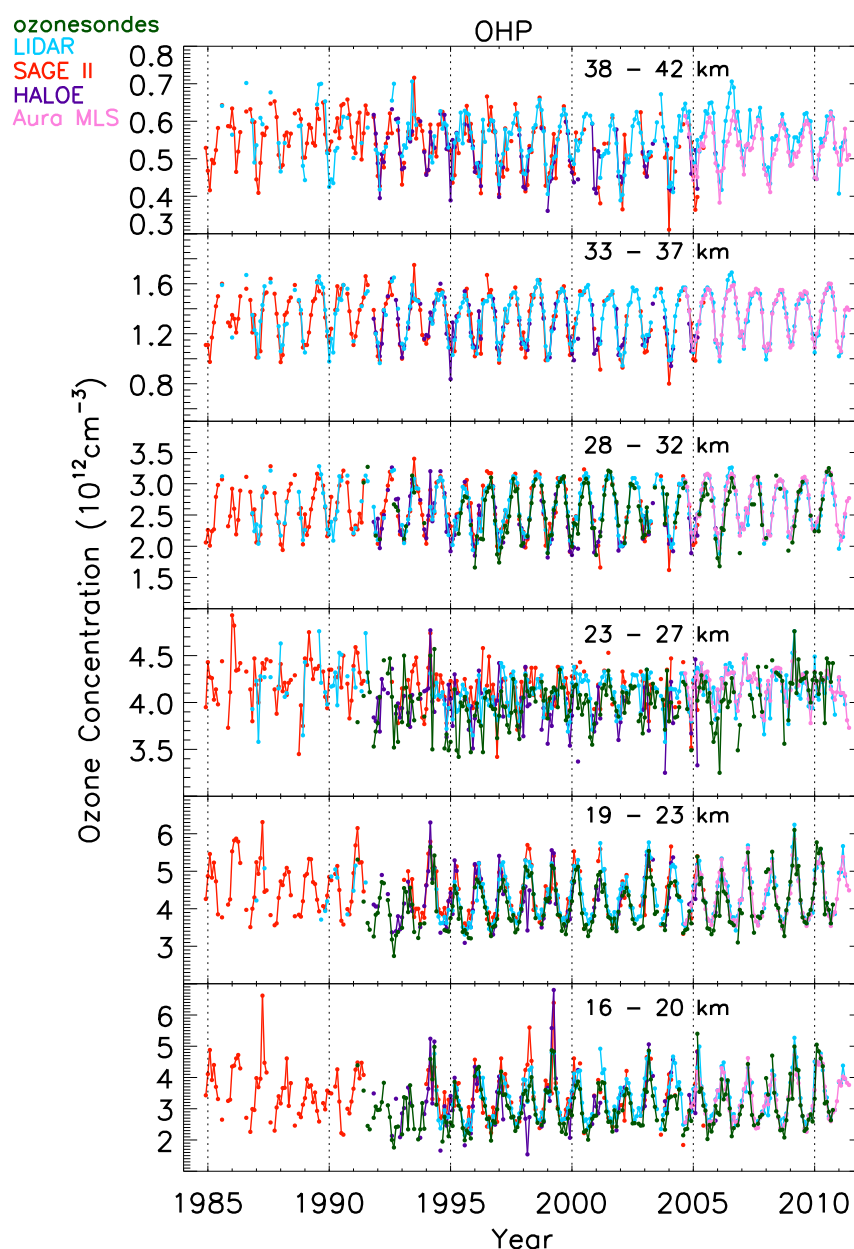 ozonesondes
LIDAR
SAGE II
HALOE
Aura MLS
OHP
38 - 42 km
0.8
0.7
0.6
0.5
0.4
0.3
33 - 37 km
1.6
1.2
0.8
28 - 32 km
3.5
3.0
2.5
2.0
1.5
23 - 27 km
4.5
4.0
3.5
19 - 23 km
6
5
4
3
16 - 20 km
6
5
4
3
2
Ozone Concentration (10¹²cm⁻³)
1985 1990 1995 2000 2005 2010
Year